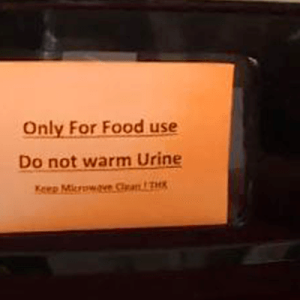 Only For Food use
Do not warm Urine
Keep Microwave Clean ! THX